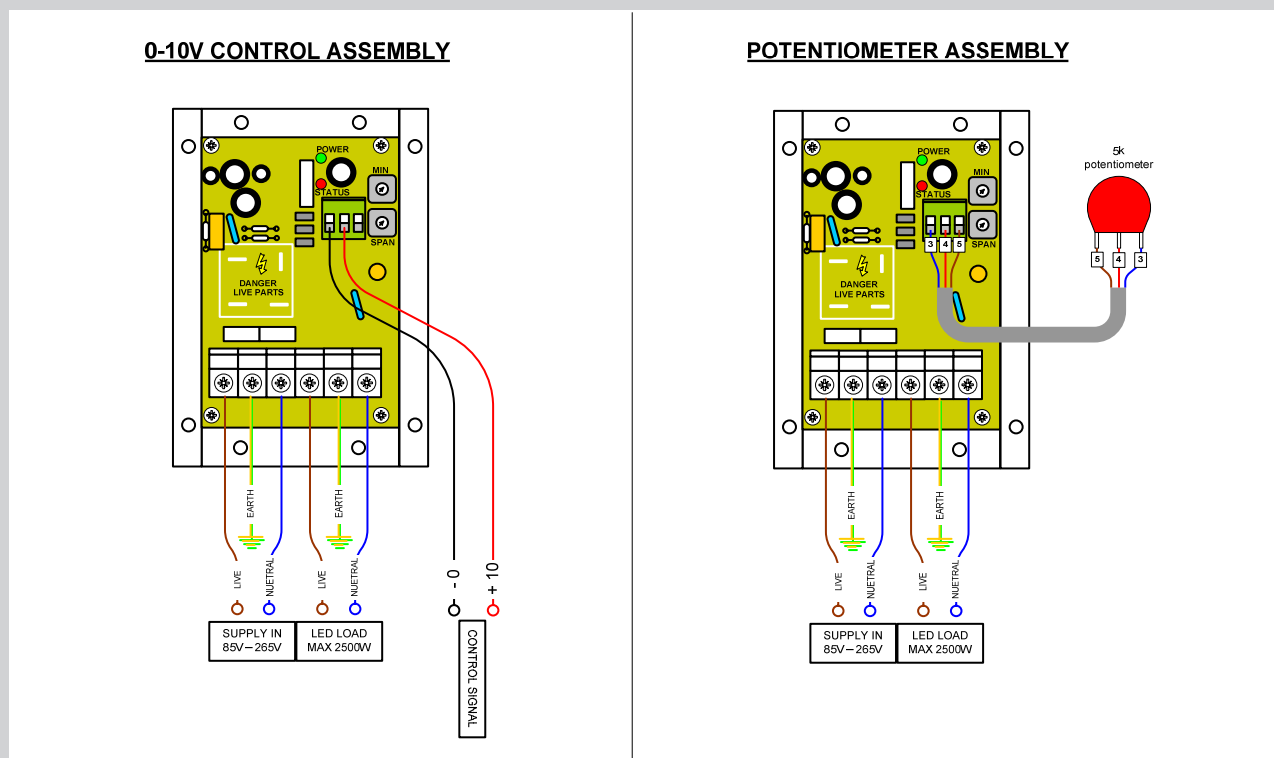 0-10V CONTROL ASSEMBLY
POWER
STATUS
MIN
SPAN
DANGER
LIVE PARTS
EARTH
EARTH
LIVE
NUETRAL
LIVE
NUETRAL
- 0
+ 10
SUPPLY IN
85V–265V
LED LOAD
MAX 2500W
CONTROL SIGNAL
POTENTIOMETER ASSEMBLY
5k
potentiometer
POWER
STATUS
MIN
SPAN
3 4 5
5 4 3
DANGER
LIVE PARTS
EARTH
EARTH
LIVE
NUETRAL
LIVE
NUETRAL
SUPPLY IN
85V–265V
LED LOAD
MAX 2500W